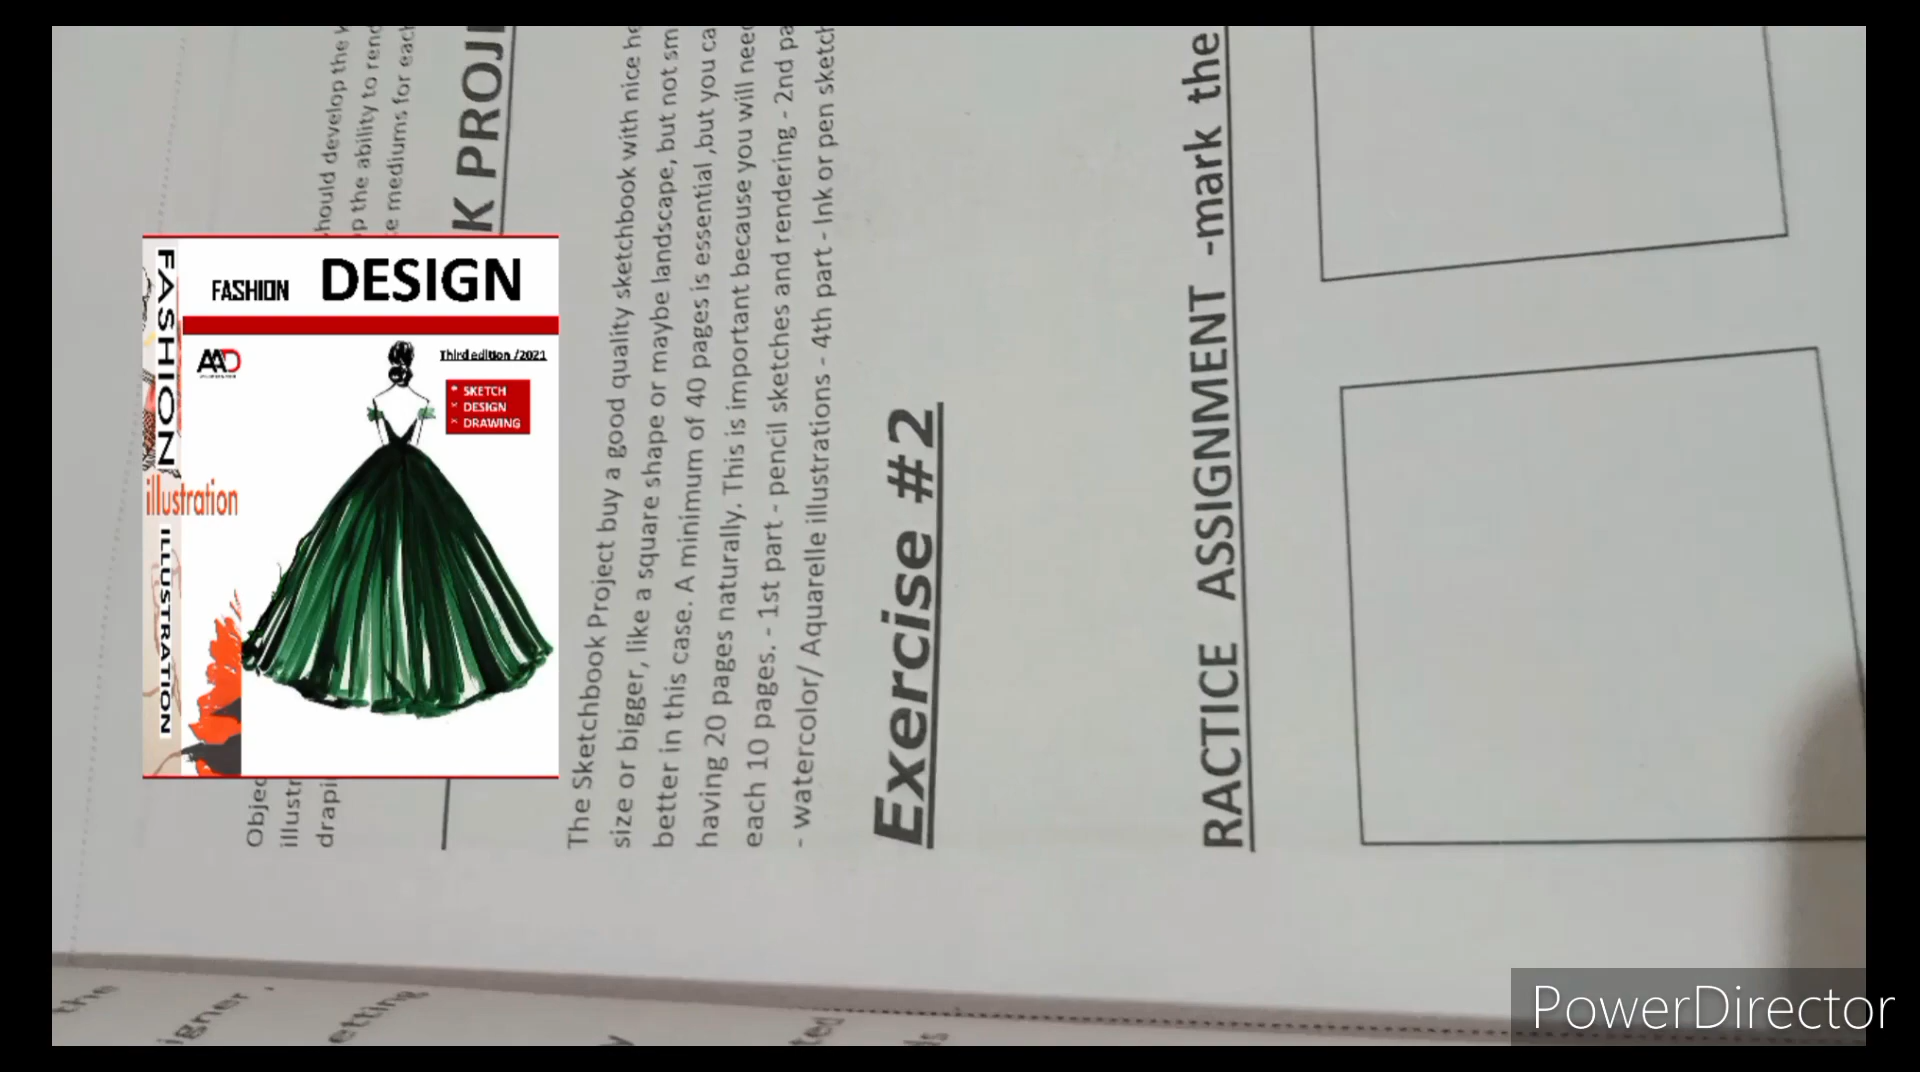 FASHION DESIGN
AAD
Third edition /2021
SKETCH
DESIGN
DRAWING
FASHION
illustration
ILLUSTRATION
hould develop the
the ability to rend
mediums for each
K PROJ
Objec
illustr
drapi
The Sketchbook Project buy a good quality sketchbook with nice he
size or bigger, like a square shape or maybe landscape, but not sm
better in this case. A minimum of 40 pages is essential ,but you ca
having 20 pages naturally. This is important because you will need
each 10 pages. - 1st part - pencil sketches and rendering - 2nd pa
- watercolor/ Aquarelle illustrations - 4th part - Ink or pen sketch
Exercise #2
RACTICE ASSIGNMENT -mark the
the
igner ,
etting
PowerDirector